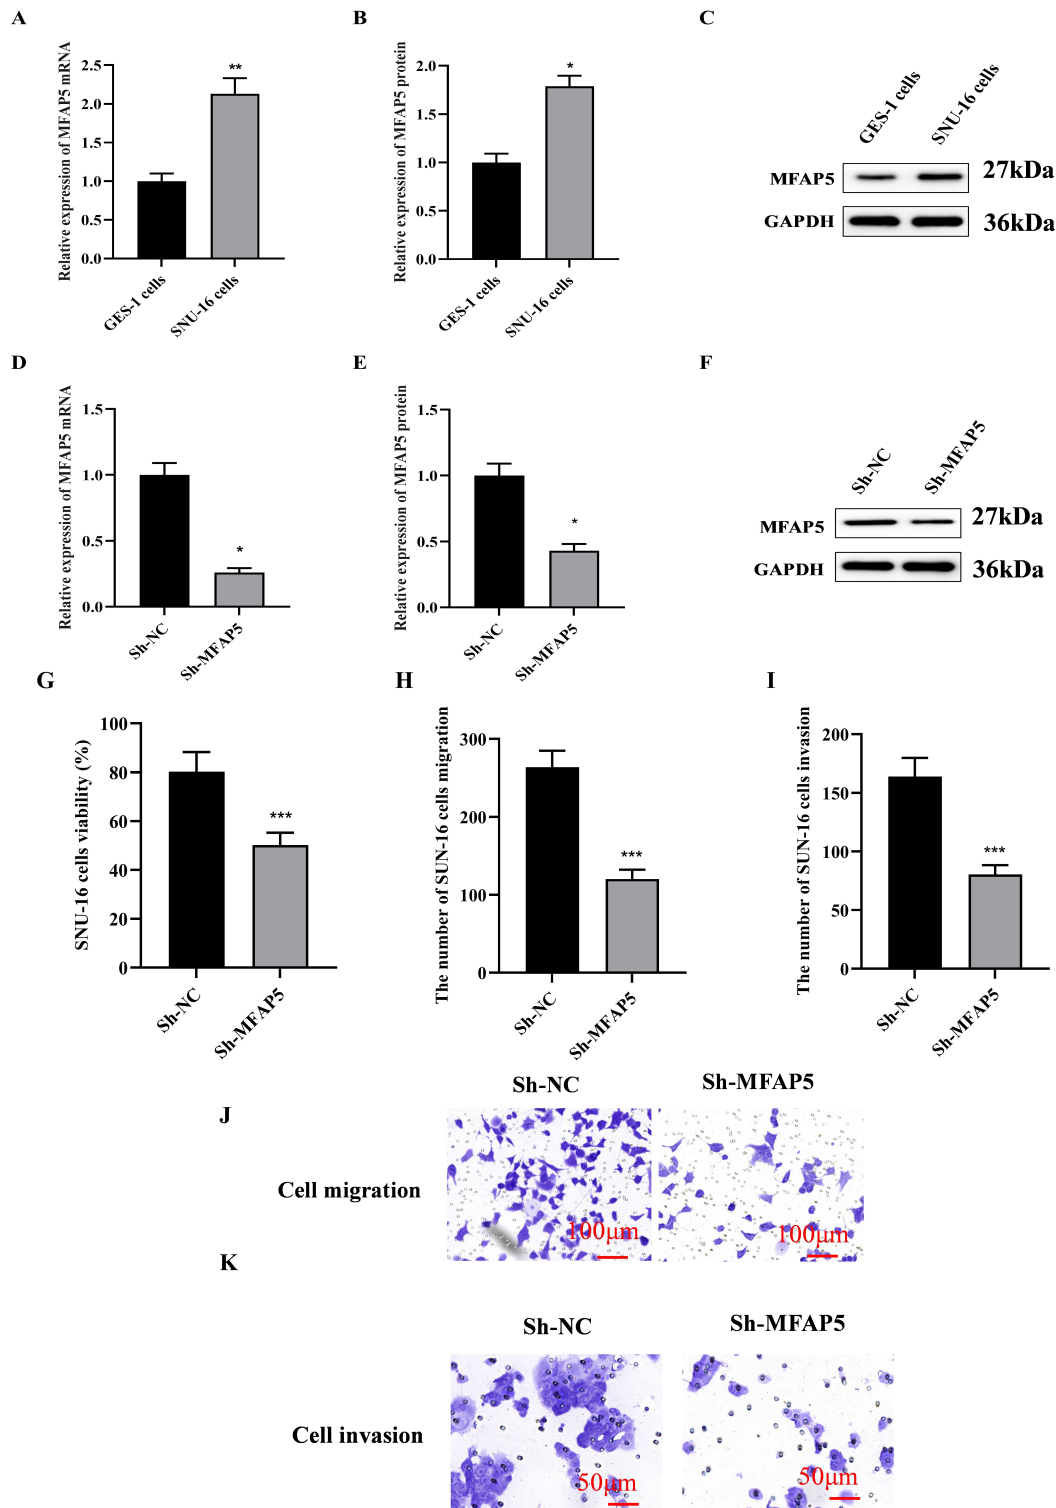 A
B
C
Relative expression of MFAP5 mRNA
2.5
2.0
1.5
1.0
0.5
0.0
**
GES-1 cells
SNU-16 cells
Relative expression of MFAP5 protein
2.0
1.5
1.0
0.5
0.0
*
GES-1 cells
SNU-16 cells
GES-1 cells
SNU-16 cells
MFAP5
27kDa
GAPDH
36kDa
D
E
F
Relative expression of MFAP5 mRNA
1.5
1.0
0.5
0.0
*
Sh-NC
Sh-MFAP5
Relative expression of MFAP5 protein
1.5
1.0
0.5
0.0
*
Sh-NC
Sh-MFAP5
Sh-NC
Sh-MFAP5
MFAP5
27kDa
GAPDH
36kDa
G
H
I
SNU-16 cells viability (%)
100
80
60
40
20
0
***
Sh-NC
Sh-MFAP5
The number of SUN-16 cells migration
300
200
100
0
***
Sh-NC
Sh-MFAP5
The number of SUN-16 cells invasion
200
150
100
50
0
***
Sh-NC
Sh-MFAP5
J
Sh-NC
Sh-MFAP5
Cell migration
100μm
100μm
K
Sh-NC
Sh-MFAP5
Cell invasion
50μm
50μm